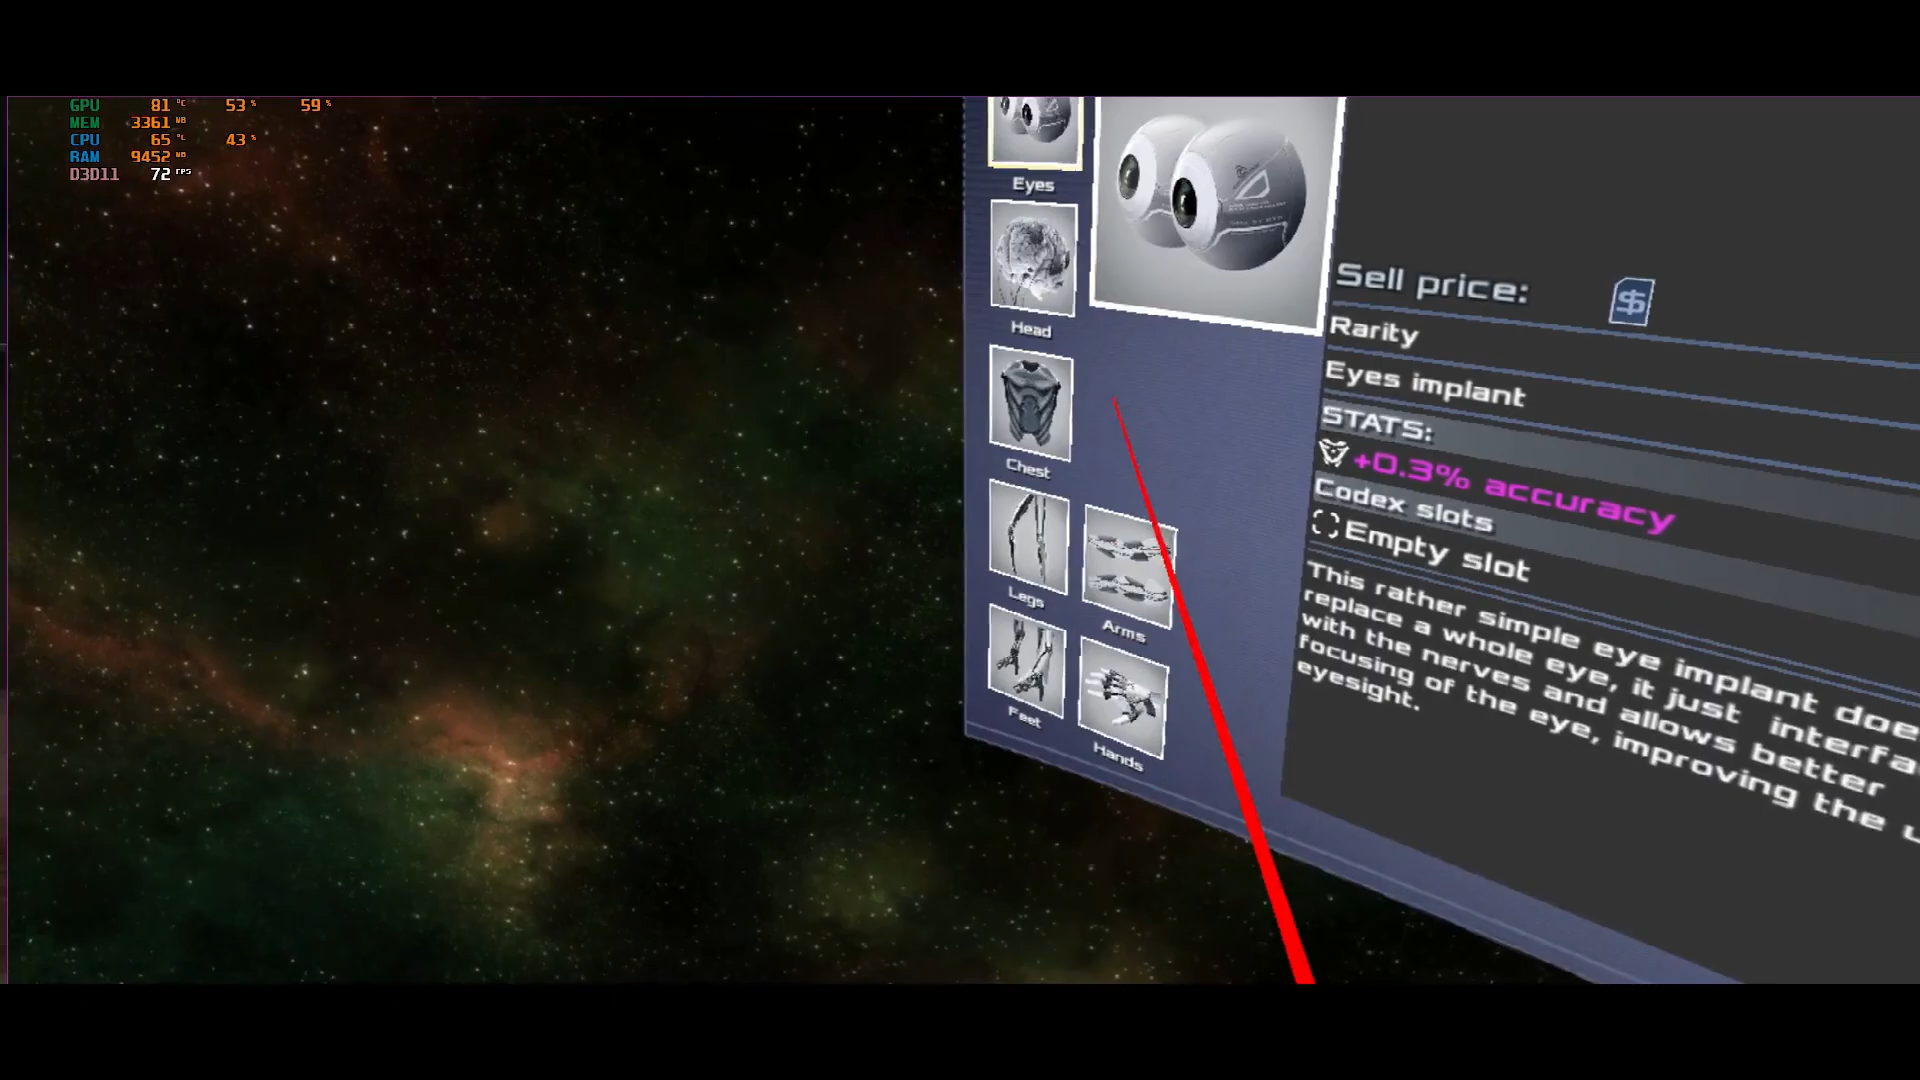 GPU 81 °C 53 % 59 %
MEM 3361 MB
CPU 65 °C 43 %
RAM 9452 MB
D3D11 72 FPS
Eyes
Head
Chest
Legs
Arms
Feet
Hands
Sell price: $
Rarity
Eyes implant
STATS:
+0.3% accuracy
Codex slots
Empty slot
This rather simple eye implant doe
replace a whole eye, it just interfa
with the nerves and allows better
focusing of the eye, improving the u
eyesight.